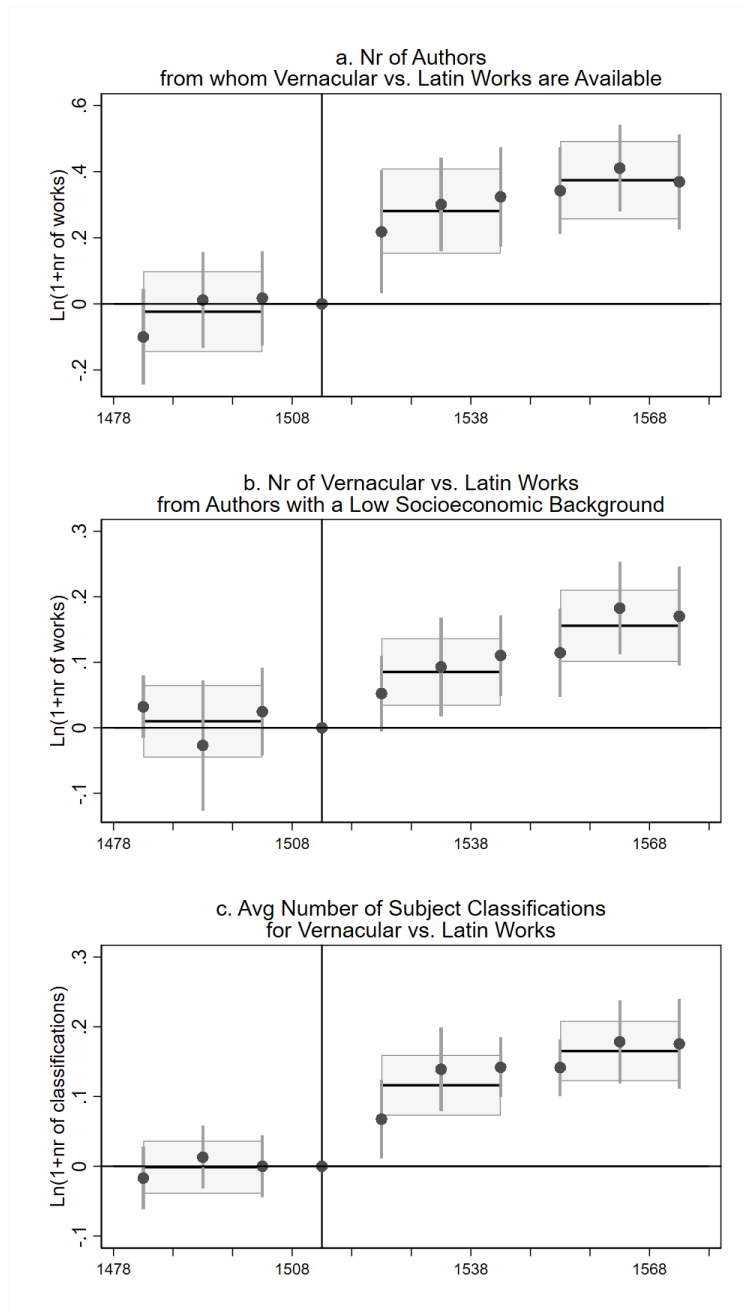 a. Nr of Authors
from whom Vernacular vs. Latin Works are Available
Ln(1+nr of works)
.6
.4
.2
0
-.2
1478 1508 1538 1568
b. Nr of Vernacular vs. Latin Works
from Authors with a Low Socioeconomic Background
Ln(1+nr of works)
.3
.2
.1
0
-.1
1478 1508 1538 1568
c. Avg Number of Subject Classifications
for Vernacular vs. Latin Works
Ln(1+nr of classifications)
.3
.2
.1
0
-.1
1478 1508 1538 1568